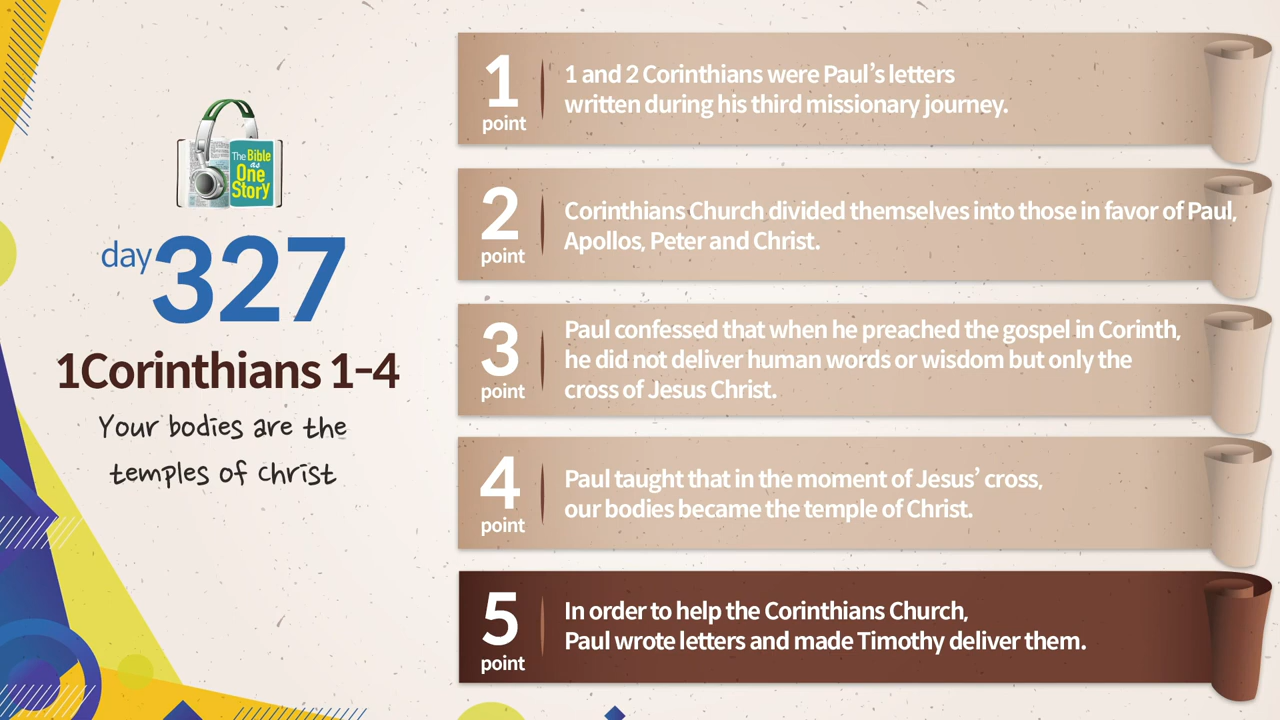 The Bible
as
One
Story
day 327
1Corinthians 1-4
Your bodies are the
temples of Christ
1
point
1 and 2 Corinthians were Paul's letters
written during his third missionary journey.
2
point
Corinthians Church divided themselves into those in favor of Paul,
Apollos, Peter and Christ.
3
point
Paul confessed that when he preached the gospel in Corinth,
he did not deliver human words or wisdom but only the
cross of Jesus Christ.
4
point
Paul taught that in the moment of Jesus' cross,
our bodies became the temple of Christ.
5
point
In order to help the Corinthians Church,
Paul wrote letters and made Timothy deliver them.